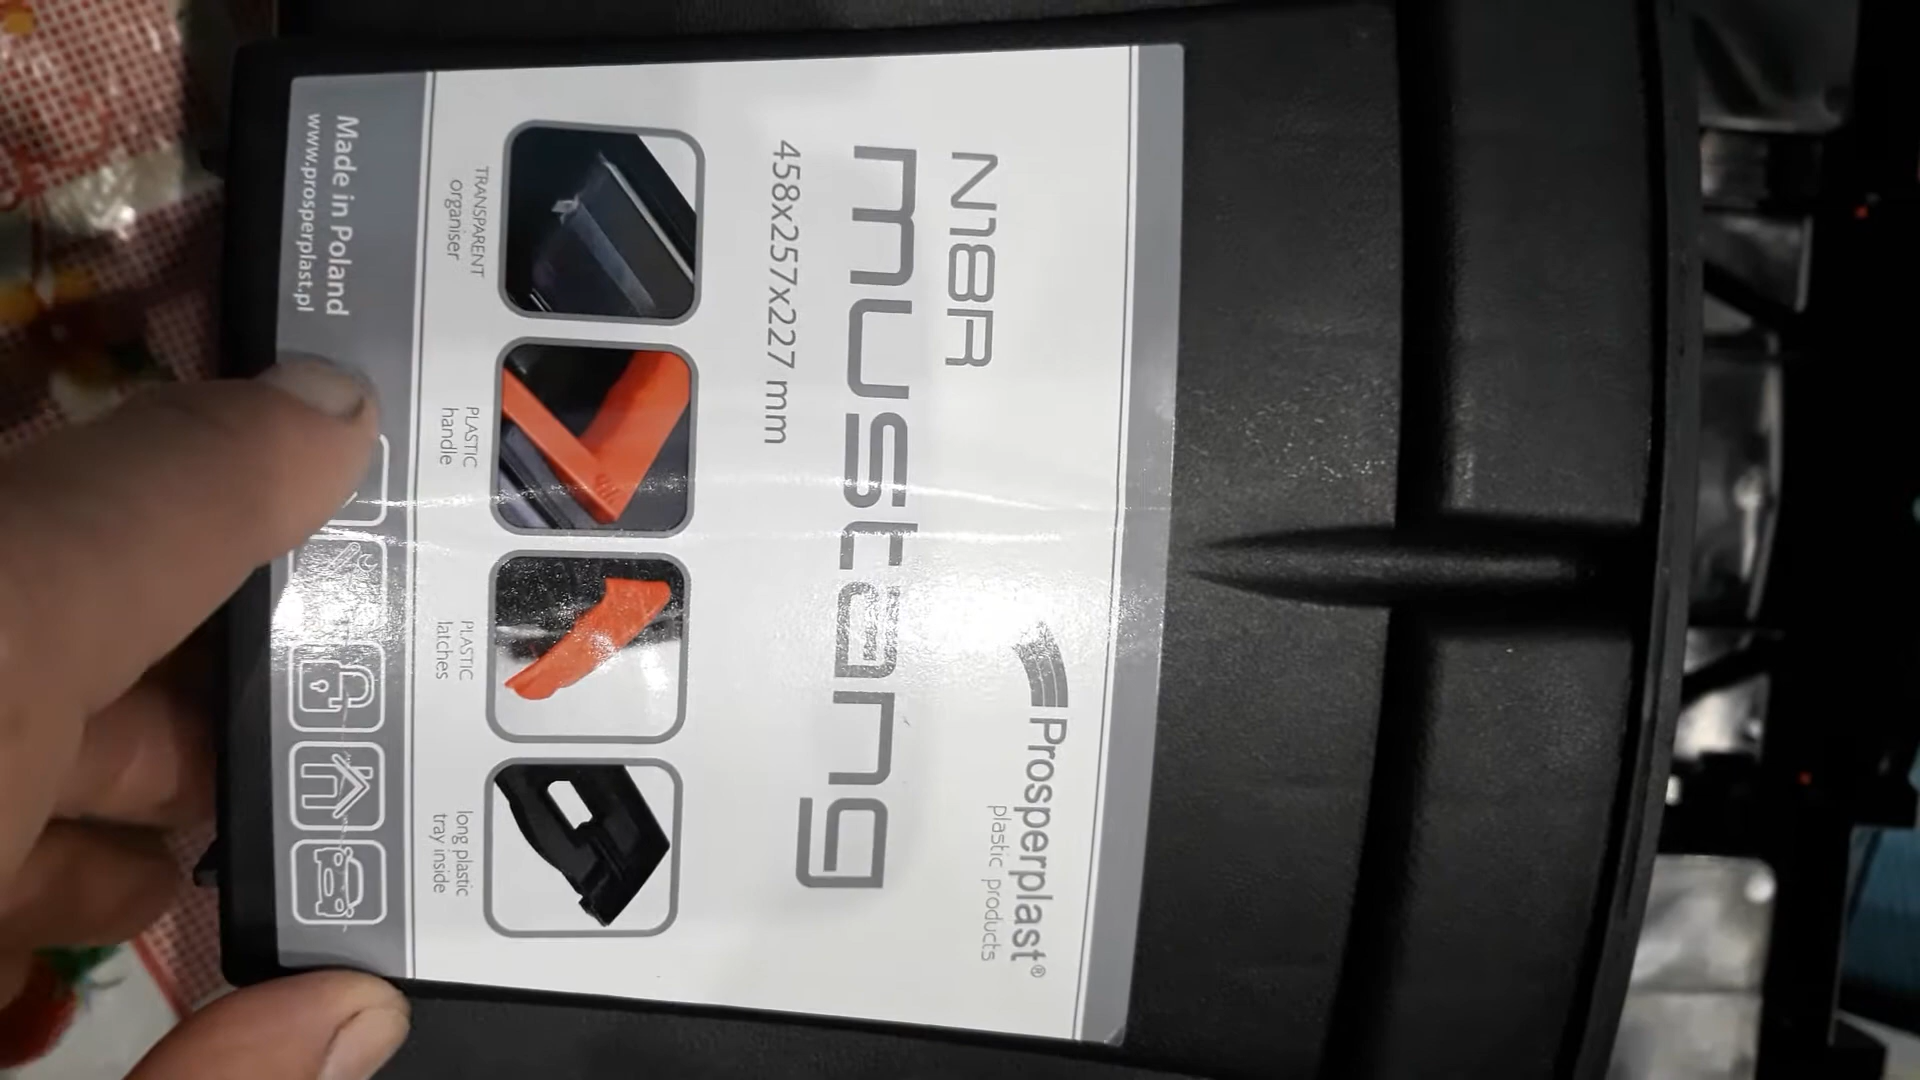 N18R
Prosperplast®
plastic products
mustang
458x257x227 mm
TRANSPARENT
organiser
PLASTIC
handle
PLASTIC
latches
long plastic
tray inside
Made in Poland
www.prosperplast.pl